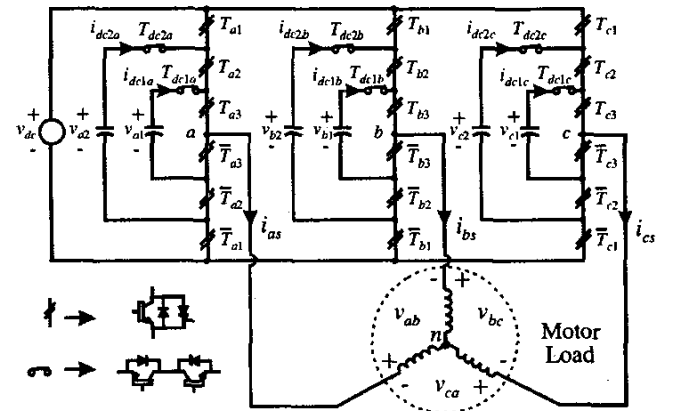 i_dc2a T_dc2a T_a1 i_dc2b T_dc2b T_b1 i_dc2c T_dc2c T_c1
i_dc1a T_dc1a T_a2 i_dc1b T_dc1b T_b2 i_dc1c T_dc1c T_c2
+ + + T_a3 + + T_b3 + + T_c3
v_dc v_a2 v_a1 a v_b2 v_b1 b v_c2 v_c1 c
- - - T̅_a3 - - T̅_b3 - - T̅_c3
T̅_a2 T̅_b2 T̅_c2
i_as i_bs i_cs
T̅_a1 T̅_b1 T̅_c1
- +
v_ab v_bc
n
Motor
Load
+ -
- v_ca +